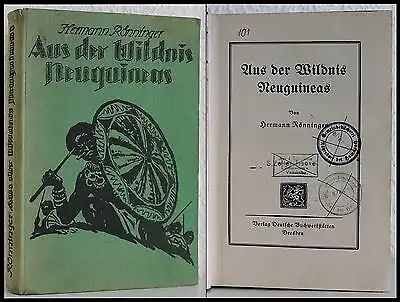 Hermann Rönninger
Aus der Wildnis
Neuguineas
Rönninger Aus der Wildnis Neuguineas
101
Aus der Wildnis
Neuguineas
Von
Hermann Rönninger
Verlag Deutsche Buchwerkstätten
Dresden